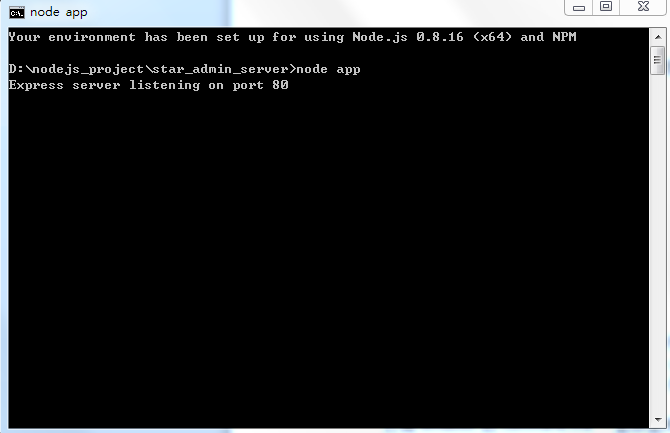 node app
Your environment has been set up for using Node.js 0.8.16 (x64) and NPM
D:\nodejs_project\star_admin_server>node app
Express server listening on port 80